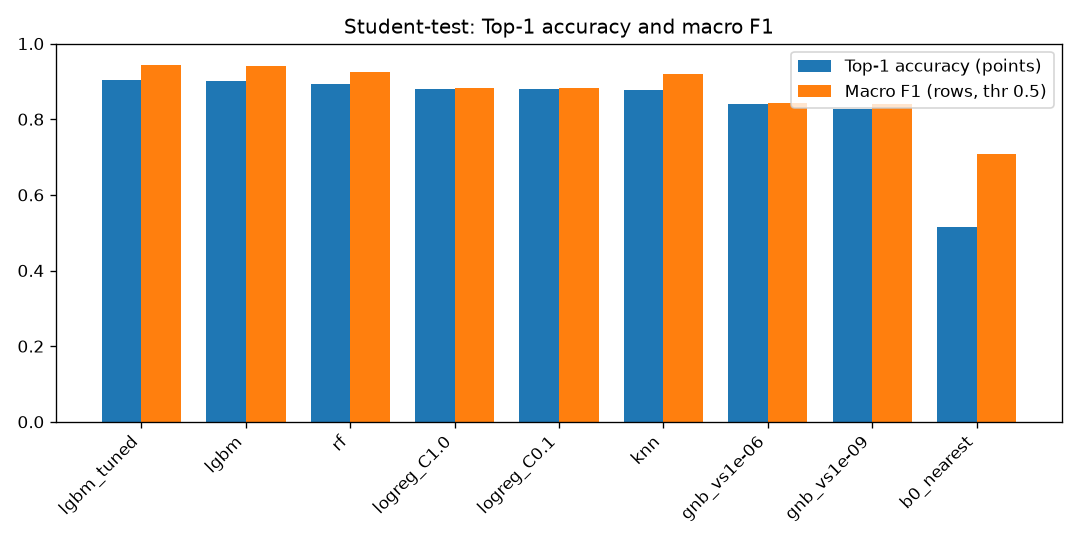 Student-test: Top-1 accuracy and macro F1
Top-1 accuracy (points)
Macro F1 (rows, thr 0.5)
1.0
0.8
0.6
0.4
0.2
0.0
lgbm_tuned
lgbm
rf
logreg_C1.0
logreg_C0.1
knn
gnb_vs1e-06
gnb_vs1e-09
b0_nearest